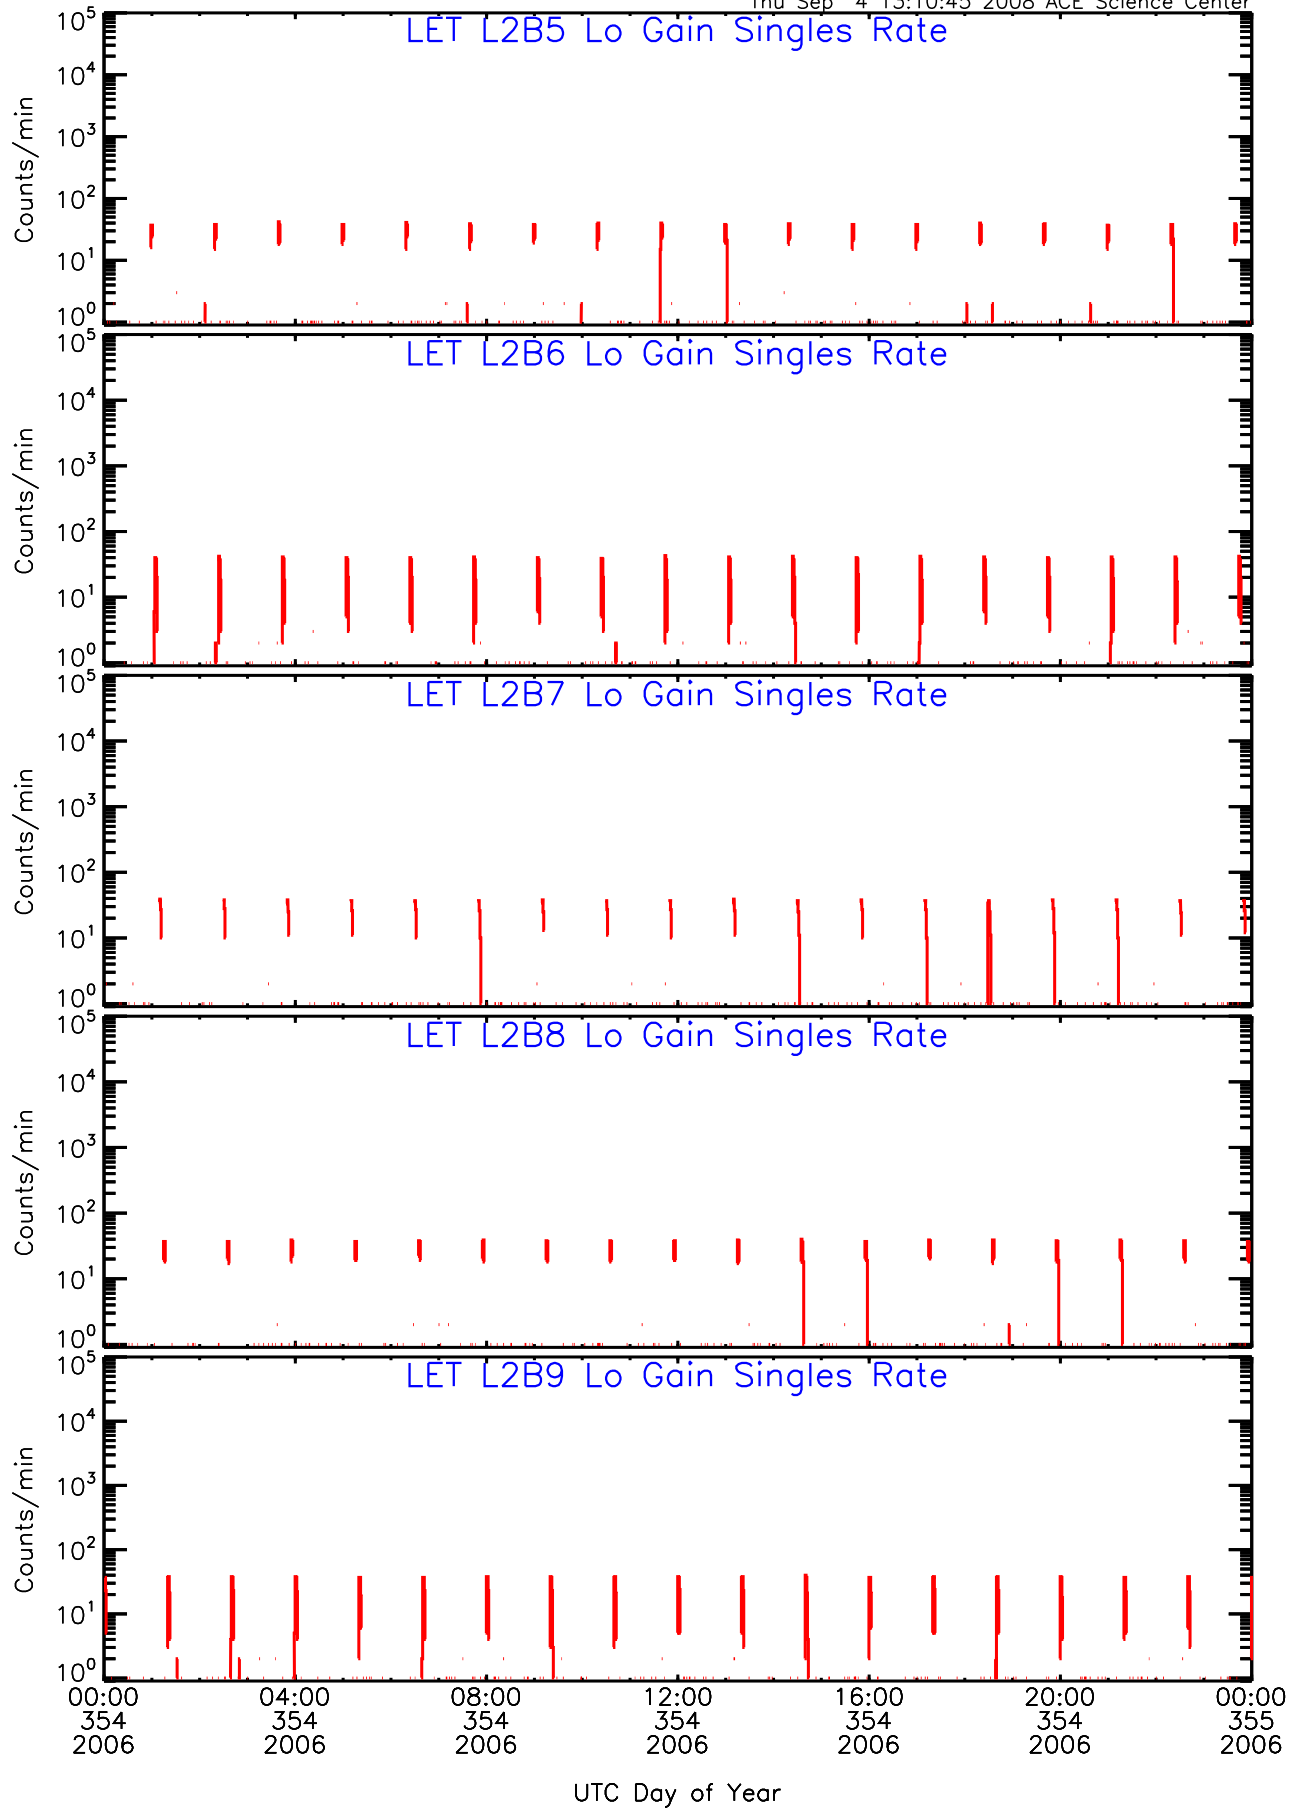 Thu Sep 4 13:10:45 2008 ACE Science Center
LET L2B5 Lo Gain Singles Rate
10^5
10^4
10^3
10^2
10^1
10^0
Counts/min
LET L2B6 Lo Gain Singles Rate
10^5
10^4
10^3
10^2
10^1
10^0
Counts/min
LET L2B7 Lo Gain Singles Rate
10^5
10^4
10^3
10^2
10^1
10^0
Counts/min
LET L2B8 Lo Gain Singles Rate
10^5
10^4
10^3
10^2
10^1
10^0
Counts/min
LET L2B9 Lo Gain Singles Rate
10^5
10^4
10^3
10^2
10^1
10^0
Counts/min
00:00 04:00 08:00 12:00 16:00 20:00 00:00
354 354 354 354 354 354 355
2006 2006 2006 2006 2006 2006 2006
UTC Day of Year